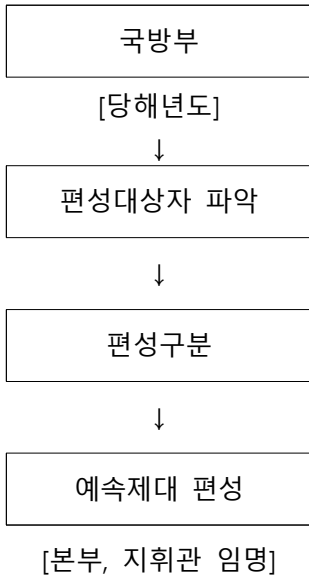 국방부
[당해년도]
↓
편성대상자 파악
↓
편성구분
↓
예속제대 편성
[본부, 지휘관 임명]